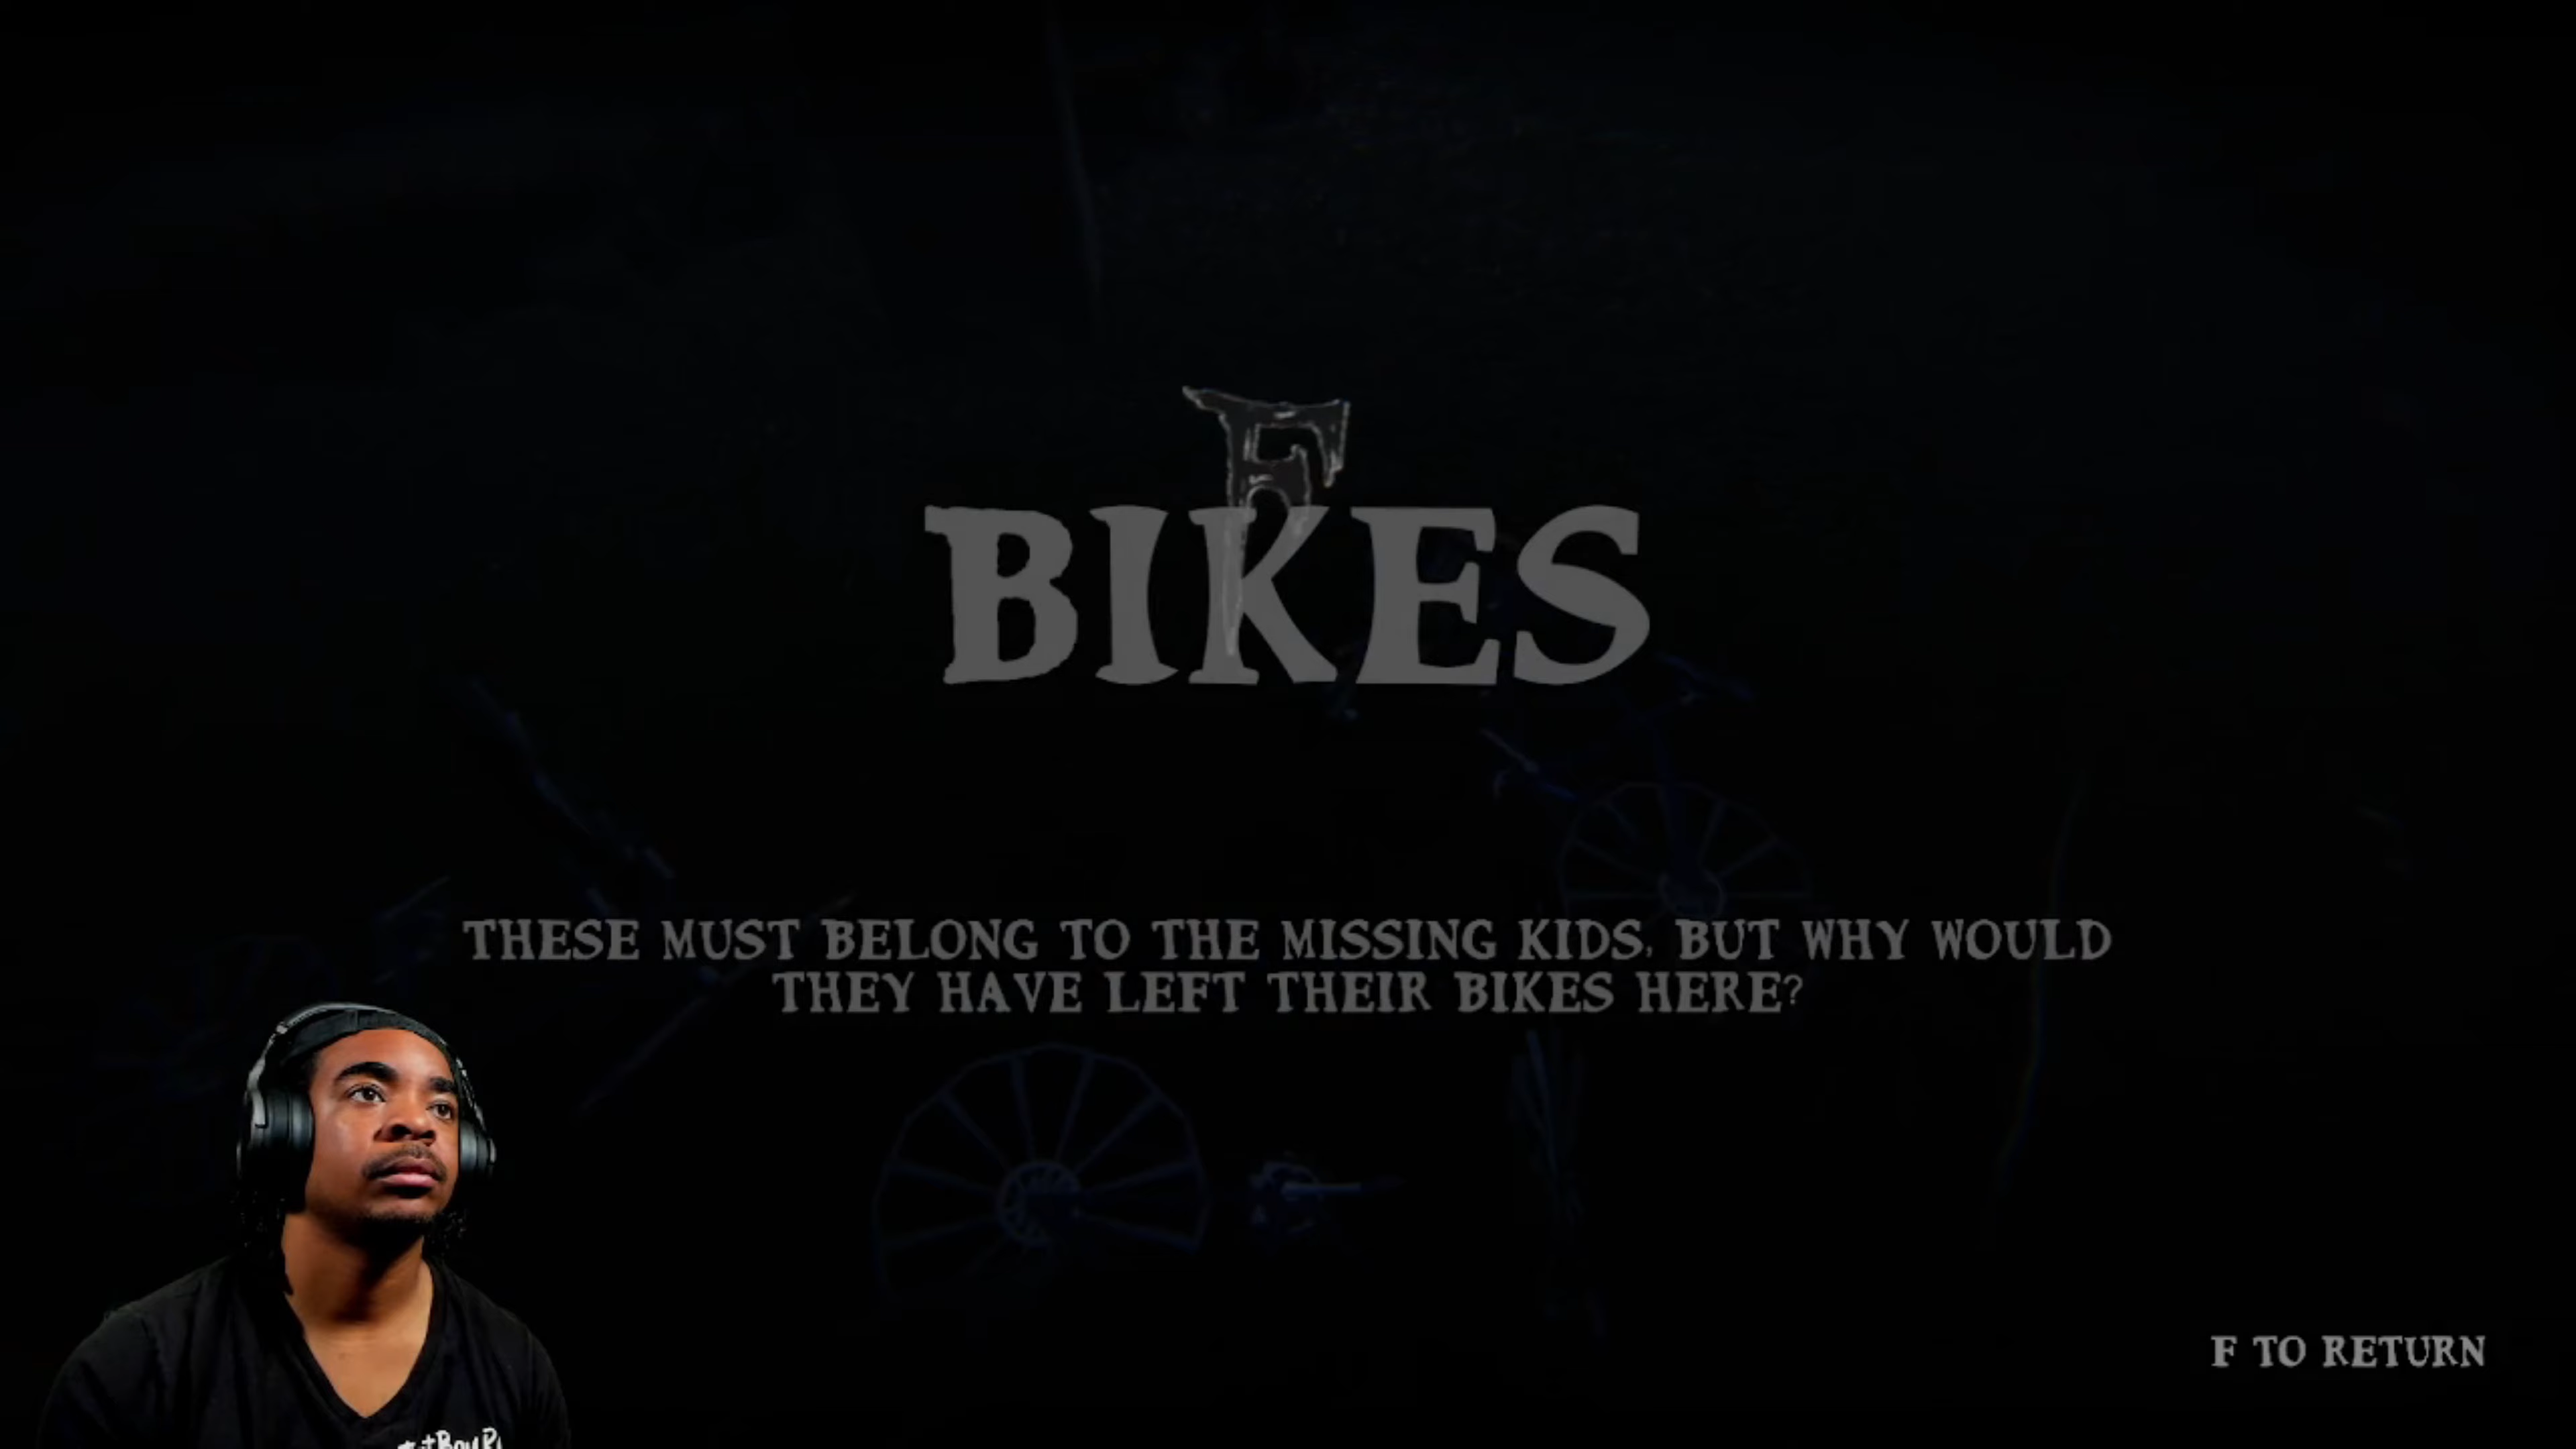 F
BIKES
THESE MUST BELONG TO THE MISSING KIDS, BUT WHY WOULD
THEY HAVE LEFT THEIR BIKES HERE?
F TO RETURN